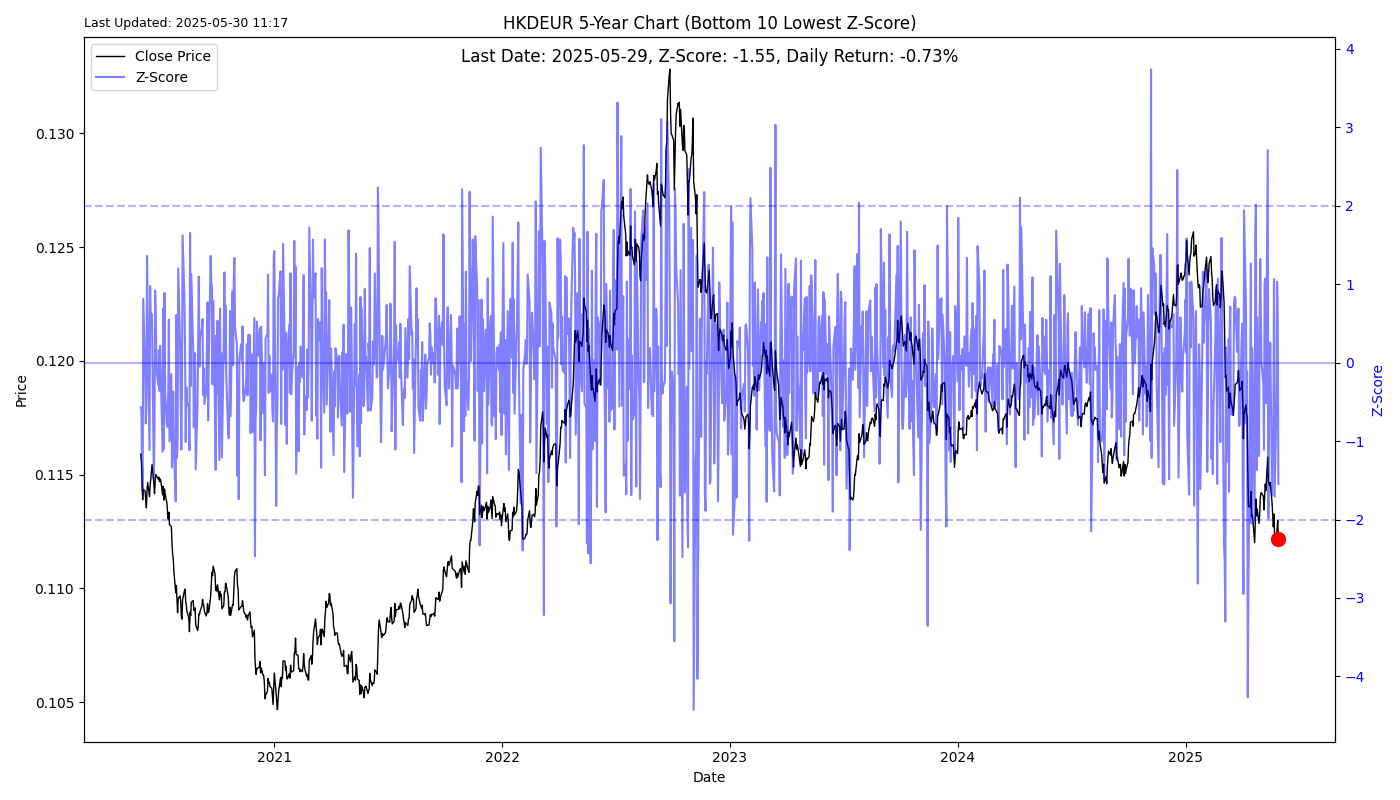 Last Updated: 2025-05-30 11:17
HKDEUR 5-Year Chart (Bottom 10 Lowest Z-Score)
Last Date: 2025-05-29, Z-Score: -1.55, Daily Return: -0.73%
Close Price
Z-Score
Price
0.130
0.125
0.120
0.115
0.110
0.105
4
3
2
1
0
−1
−2
−3
−4
Z-Score
2021
2022
2023
2024
2025
Date